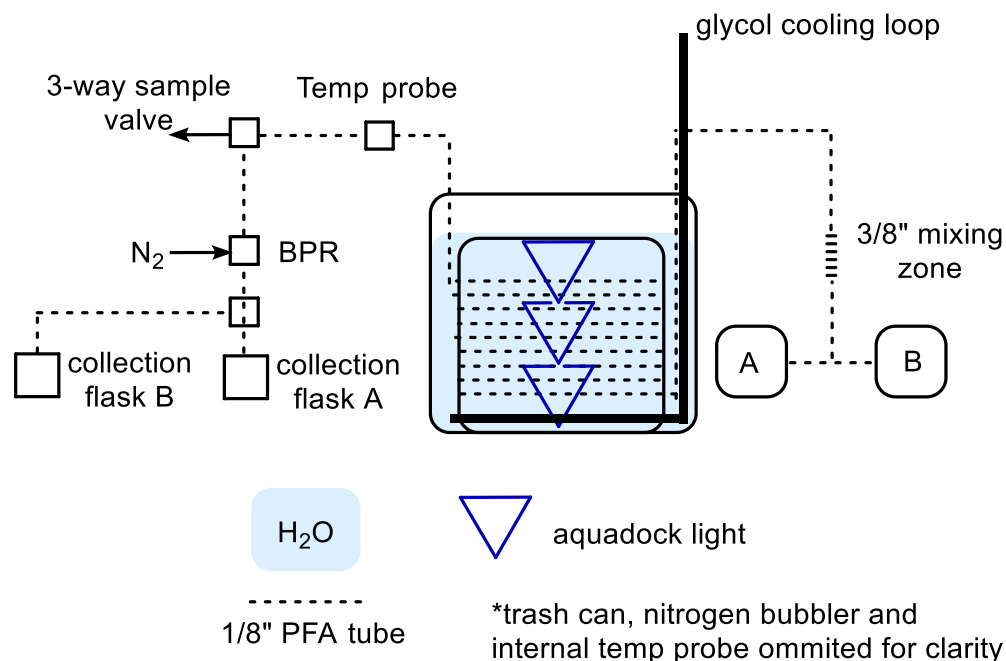 glycol cooling loop
3-way sample
valve
Temp probe
N₂
BPR
3/8" mixing
zone
collection
flask B
collection
flask A
A
B
H₂O
aquadock light
1/8" PFA tube
*trash can, nitrogen bubbler and
internal temp probe ommited for clarity